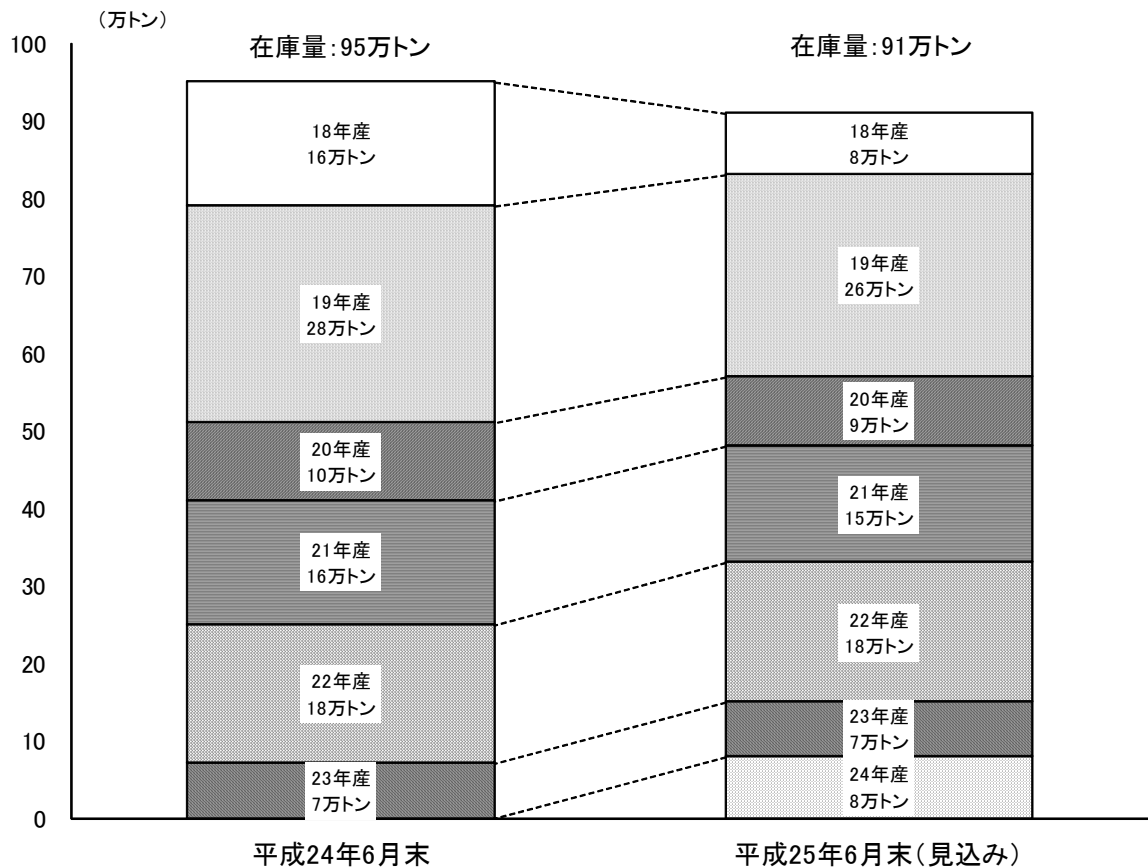 （万トン）
在庫量：95万トン
在庫量：91万トン
100
90
80
70
60
50
40
30
20
10
0
18年産
16万トン
19年産
28万トン
20年産
10万トン
21年産
16万トン
22年産
18万トン
23年産
7万トン
18年産
8万トン
19年産
26万トン
20年産
9万トン
21年産
15万トン
22年産
18万トン
23年産
7万トン
24年産
8万トン
平成24年6月末
平成25年6月末（見込み）